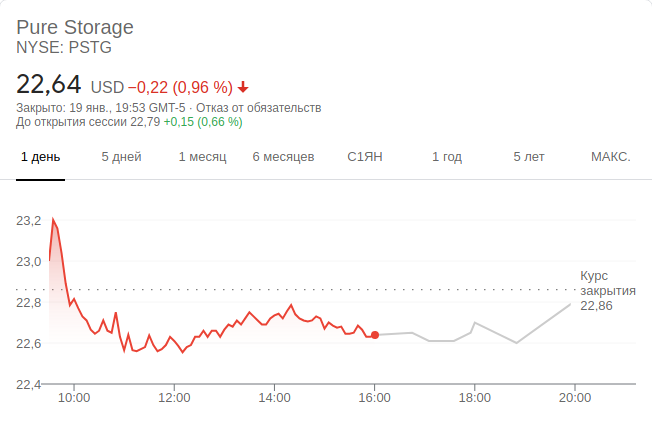 Pure Storage
NYSE: PSTG
22,64 USD −0,22 (0,96 %)
Закрыто: 19 янв., 19:53 GMT-5 · Отказ от обязательств
До открытия сессии 22,79 +0,15 (0,66 %)
1 день 5 дней 1 месяц 6 месяцев С1ЯН 1 год 5 лет МАКС.
23,2
23,0
22,8
22,6
22,4
Курс
закрытия
22,86
10:00 12:00 14:00 16:00 18:00 20:00